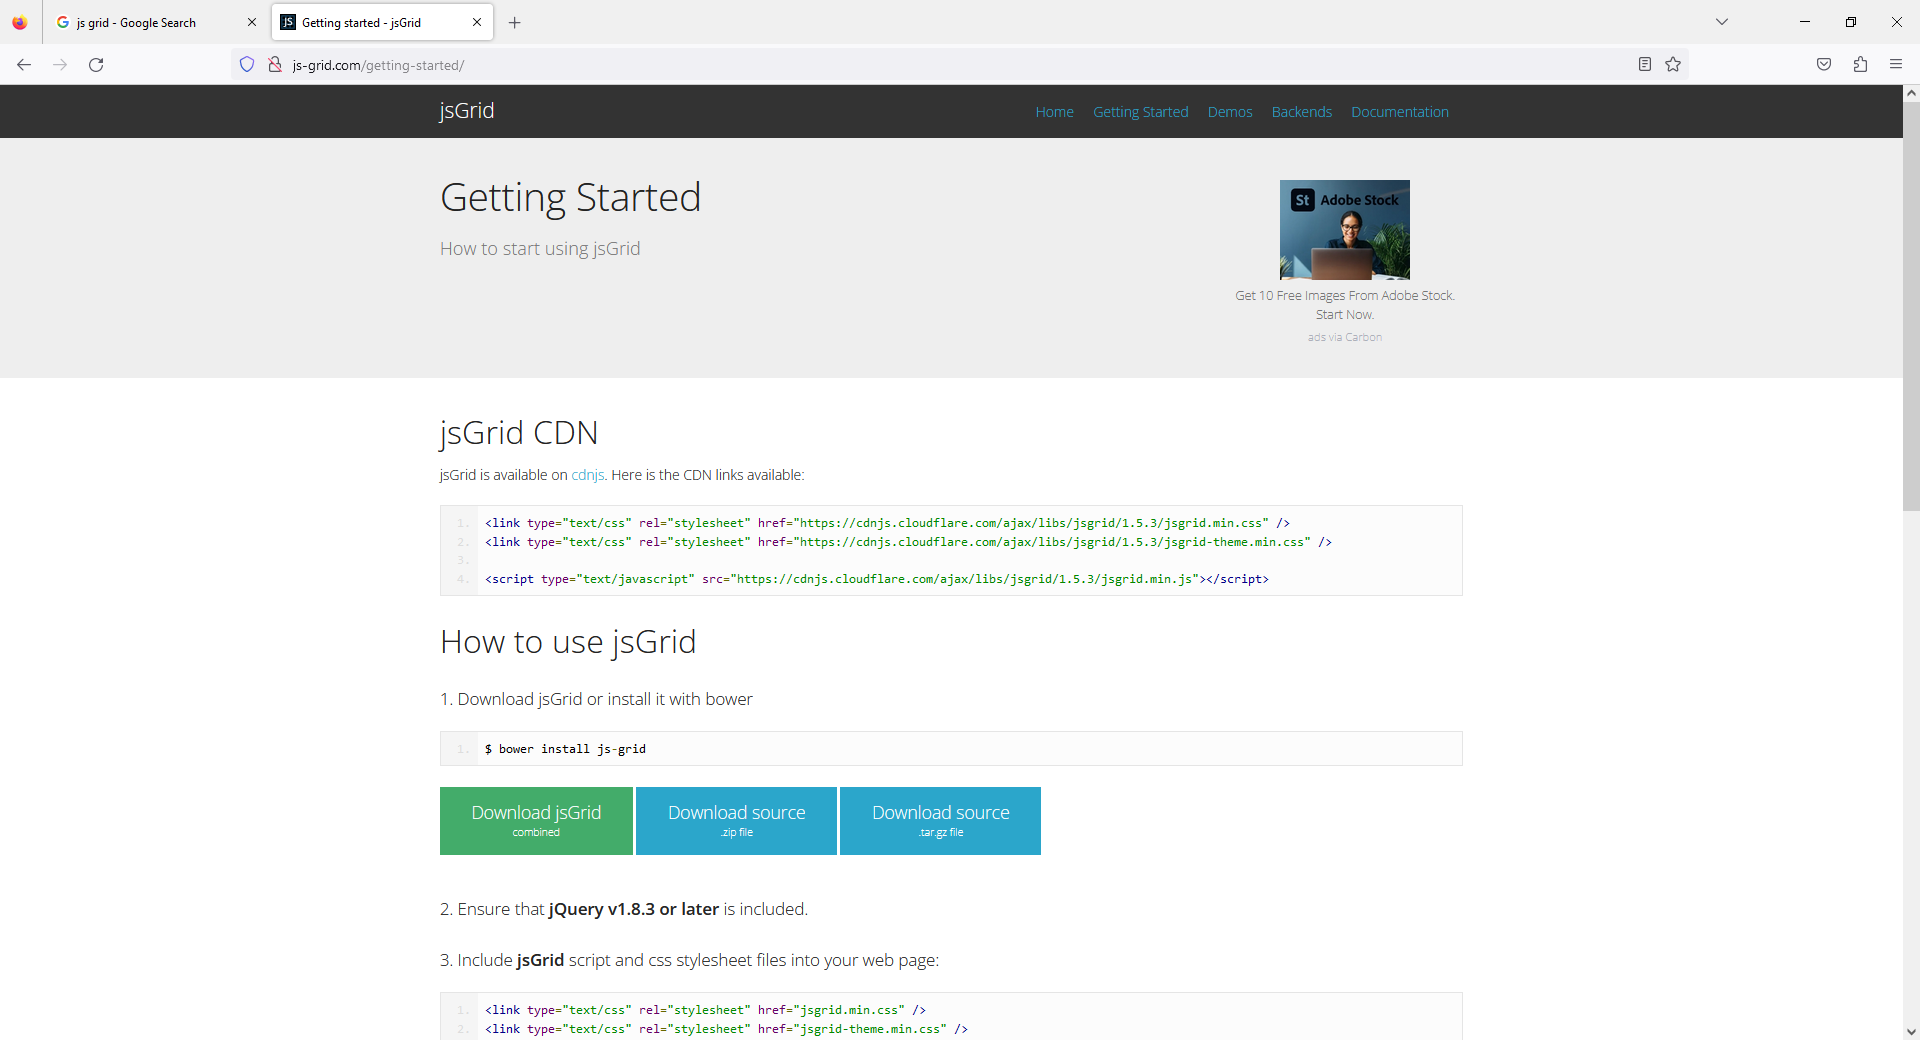 js grid - Google Search
Getting started - jsGrid
js-grid.com/getting-started/
jsGrid
Home Getting Started Demos Backends Documentation
Getting Started
How to start using jsGrid
St Adobe Stock
Get 10 Free Images From Adobe Stock.
Start Now.
ads via Carbon
jsGrid CDN
jsGrid is available on cdnjs. Here is the CDN links available:
1. <link type="text/css" rel="stylesheet" href="https://cdnjs.cloudflare.com/ajax/libs/jsgrid/1.5.3/jsgrid.min.css" />
2. <link type="text/css" rel="stylesheet" href="https://cdnjs.cloudflare.com/ajax/libs/jsgrid/1.5.3/jsgrid-theme.min.css" />
3.
4. <script type="text/javascript" src="https://cdnjs.cloudflare.com/ajax/libs/jsgrid/1.5.3/jsgrid.min.js"></script>
How to use jsGrid
1. Download jsGrid or install it with bower
1. $ bower install js-grid
Download jsGrid
combined
Download source
.zip file
Download source
.tar.gz file
2. Ensure that jQuery v1.8.3 or later is included.
3. Include jsGrid script and css stylesheet files into your web page:
1. <link type="text/css" rel="stylesheet" href="jsgrid.min.css" />
2. <link type="text/css" rel="stylesheet" href="jsgrid-theme.min.css" />